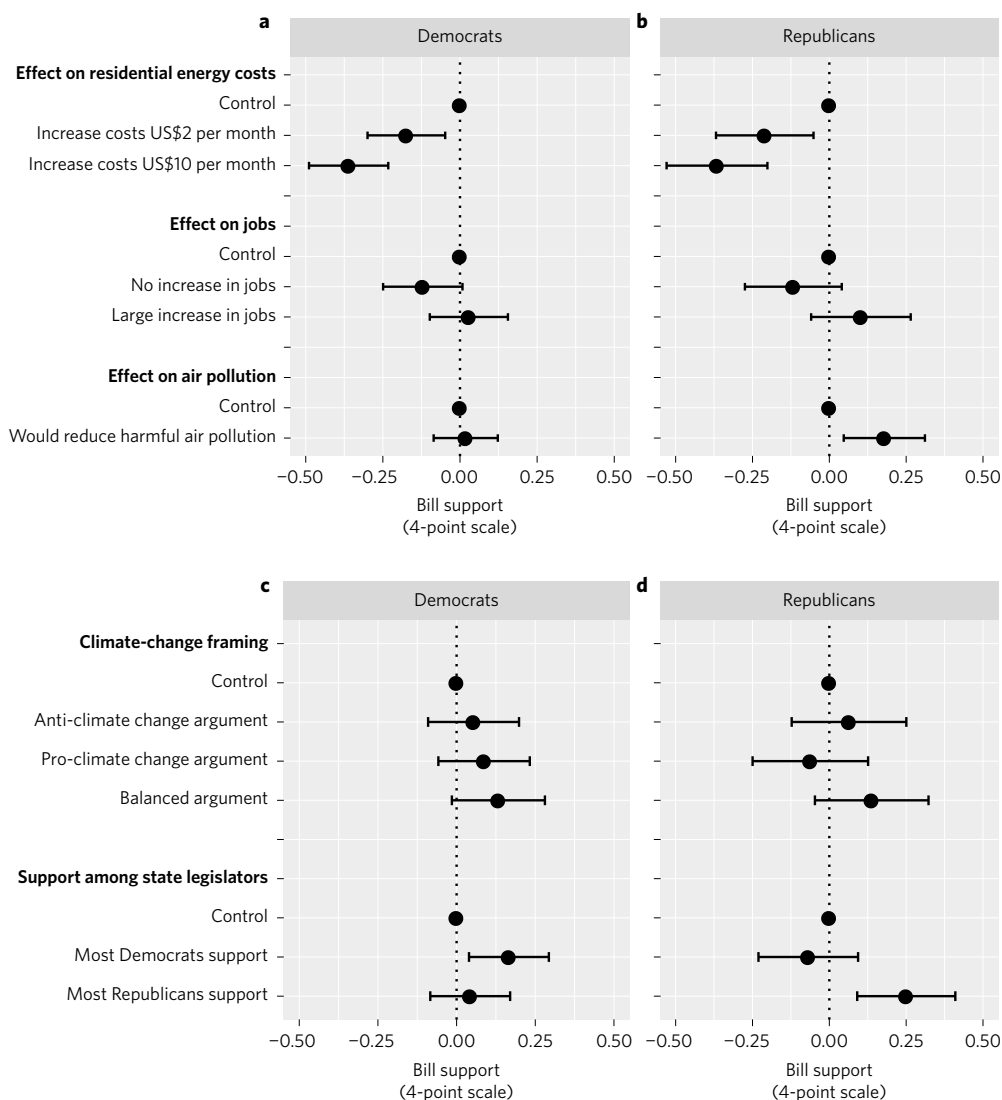 a
Democrats
b
Republicans
Effect on residential energy costs
Control
Increase costs US$2 per month
Increase costs US$10 per month
Effect on jobs
Control
No increase in jobs
Large increase in jobs
Effect on air pollution
Control
Would reduce harmful air pollution
−0.50 −0.25 0.00 0.25 0.50
Bill support
(4-point scale)
−0.50 −0.25 0.00 0.25 0.50
Bill support
(4-point scale)
c
Democrats
d
Republicans
Climate-change framing
Control
Anti-climate change argument
Pro-climate change argument
Balanced argument
Support among state legislators
Control
Most Democrats support
Most Republicans support
−0.50 −0.25 0.00 0.25 0.50
Bill support
(4-point scale)
−0.50 −0.25 0.00 0.25 0.50
Bill support
(4-point scale)